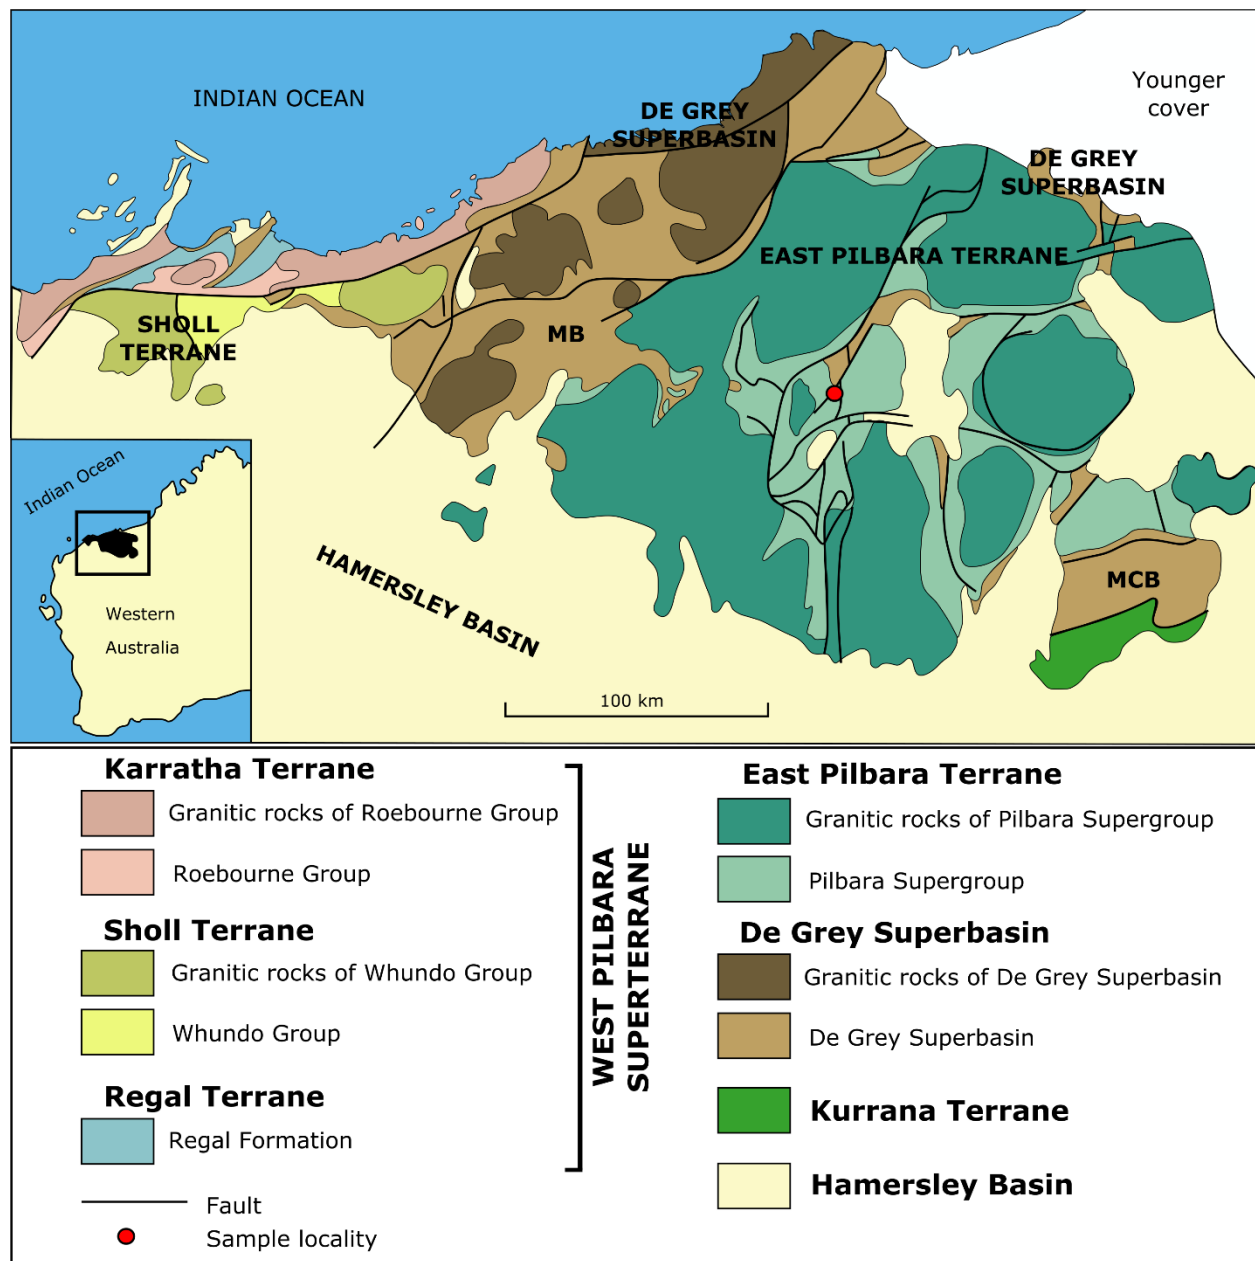 INDIAN OCEAN
DE GREY
SUPERBASIN
Younger
cover
DE GREY
SUPERBASIN
EAST PILBARA TERRANE
SHOLL
TERRANE
MB
HAMERSLEY BASIN
MCB
100 km
Indian Ocean
Western
Australia
Karratha Terrane
Granitic rocks of Roebourne Group
Roebourne Group
Sholl Terrane
Granitic rocks of Whundo Group
Whundo Group
Regal Terrane
Regal Formation
Fault
Sample locality
WEST PILBARA
SUPERTERRANE
East Pilbara Terrane
Granitic rocks of Pilbara Supergroup
Pilbara Supergroup
De Grey Superbasin
Granitic rocks of De Grey Superbasin
De Grey Superbasin
Kurrana Terrane
Hamersley Basin